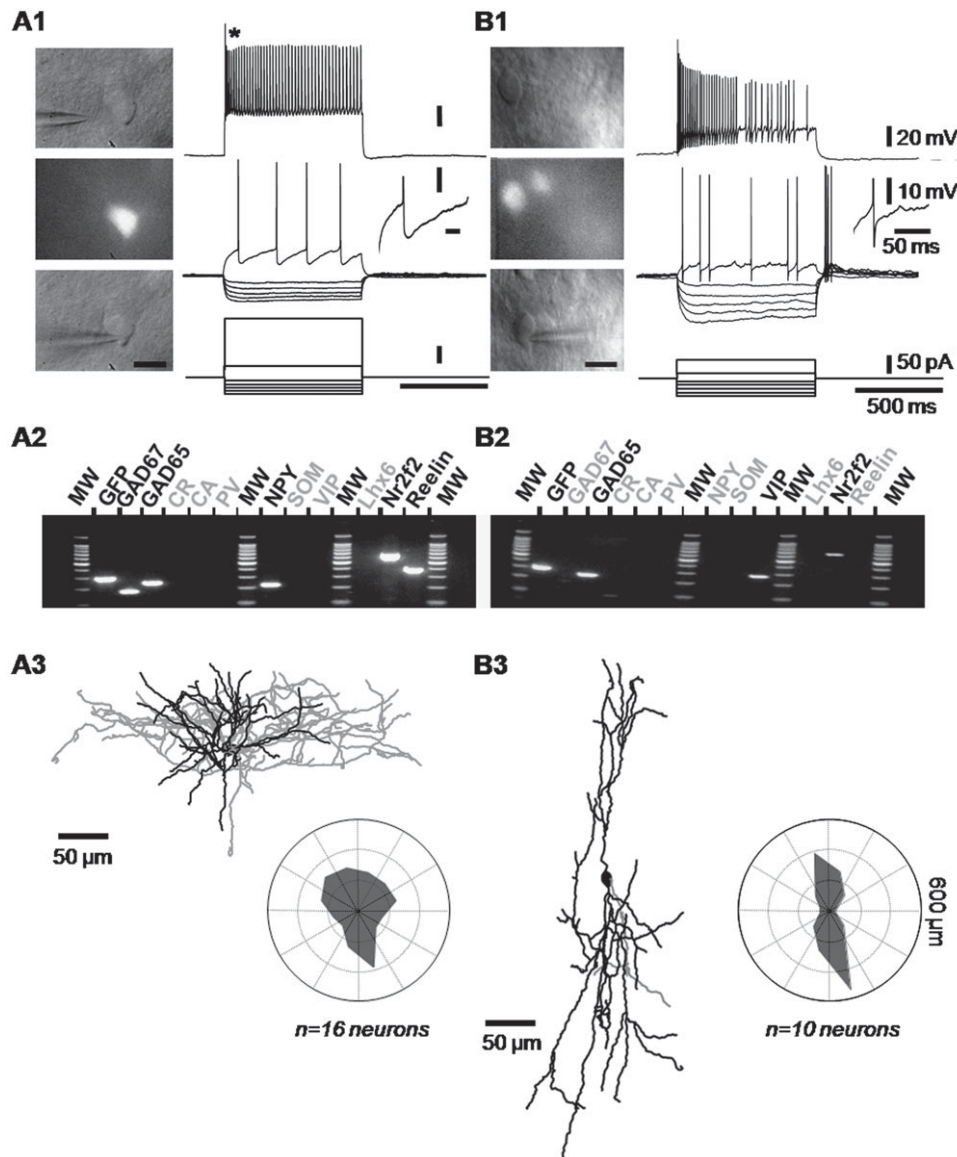 A1
*
B1
20 mV
10 mV
50 ms
50 pA
500 ms
A2
MW
GFP
GAD67
GAD65
CR
CA
PV
MW
NPY
SOM
VIP
MW
Lhx6
Nr2f2
Reelin
MW
B2
MW
GFP
GAD67
GAD65
CR
CA
PV
MW
NPY
SOM
VIP
MW
Lhx6
Nr2f2
Reelin
MW
A3
50 µm
n=16 neurons
B3
50 µm
600 µm
n=10 neurons